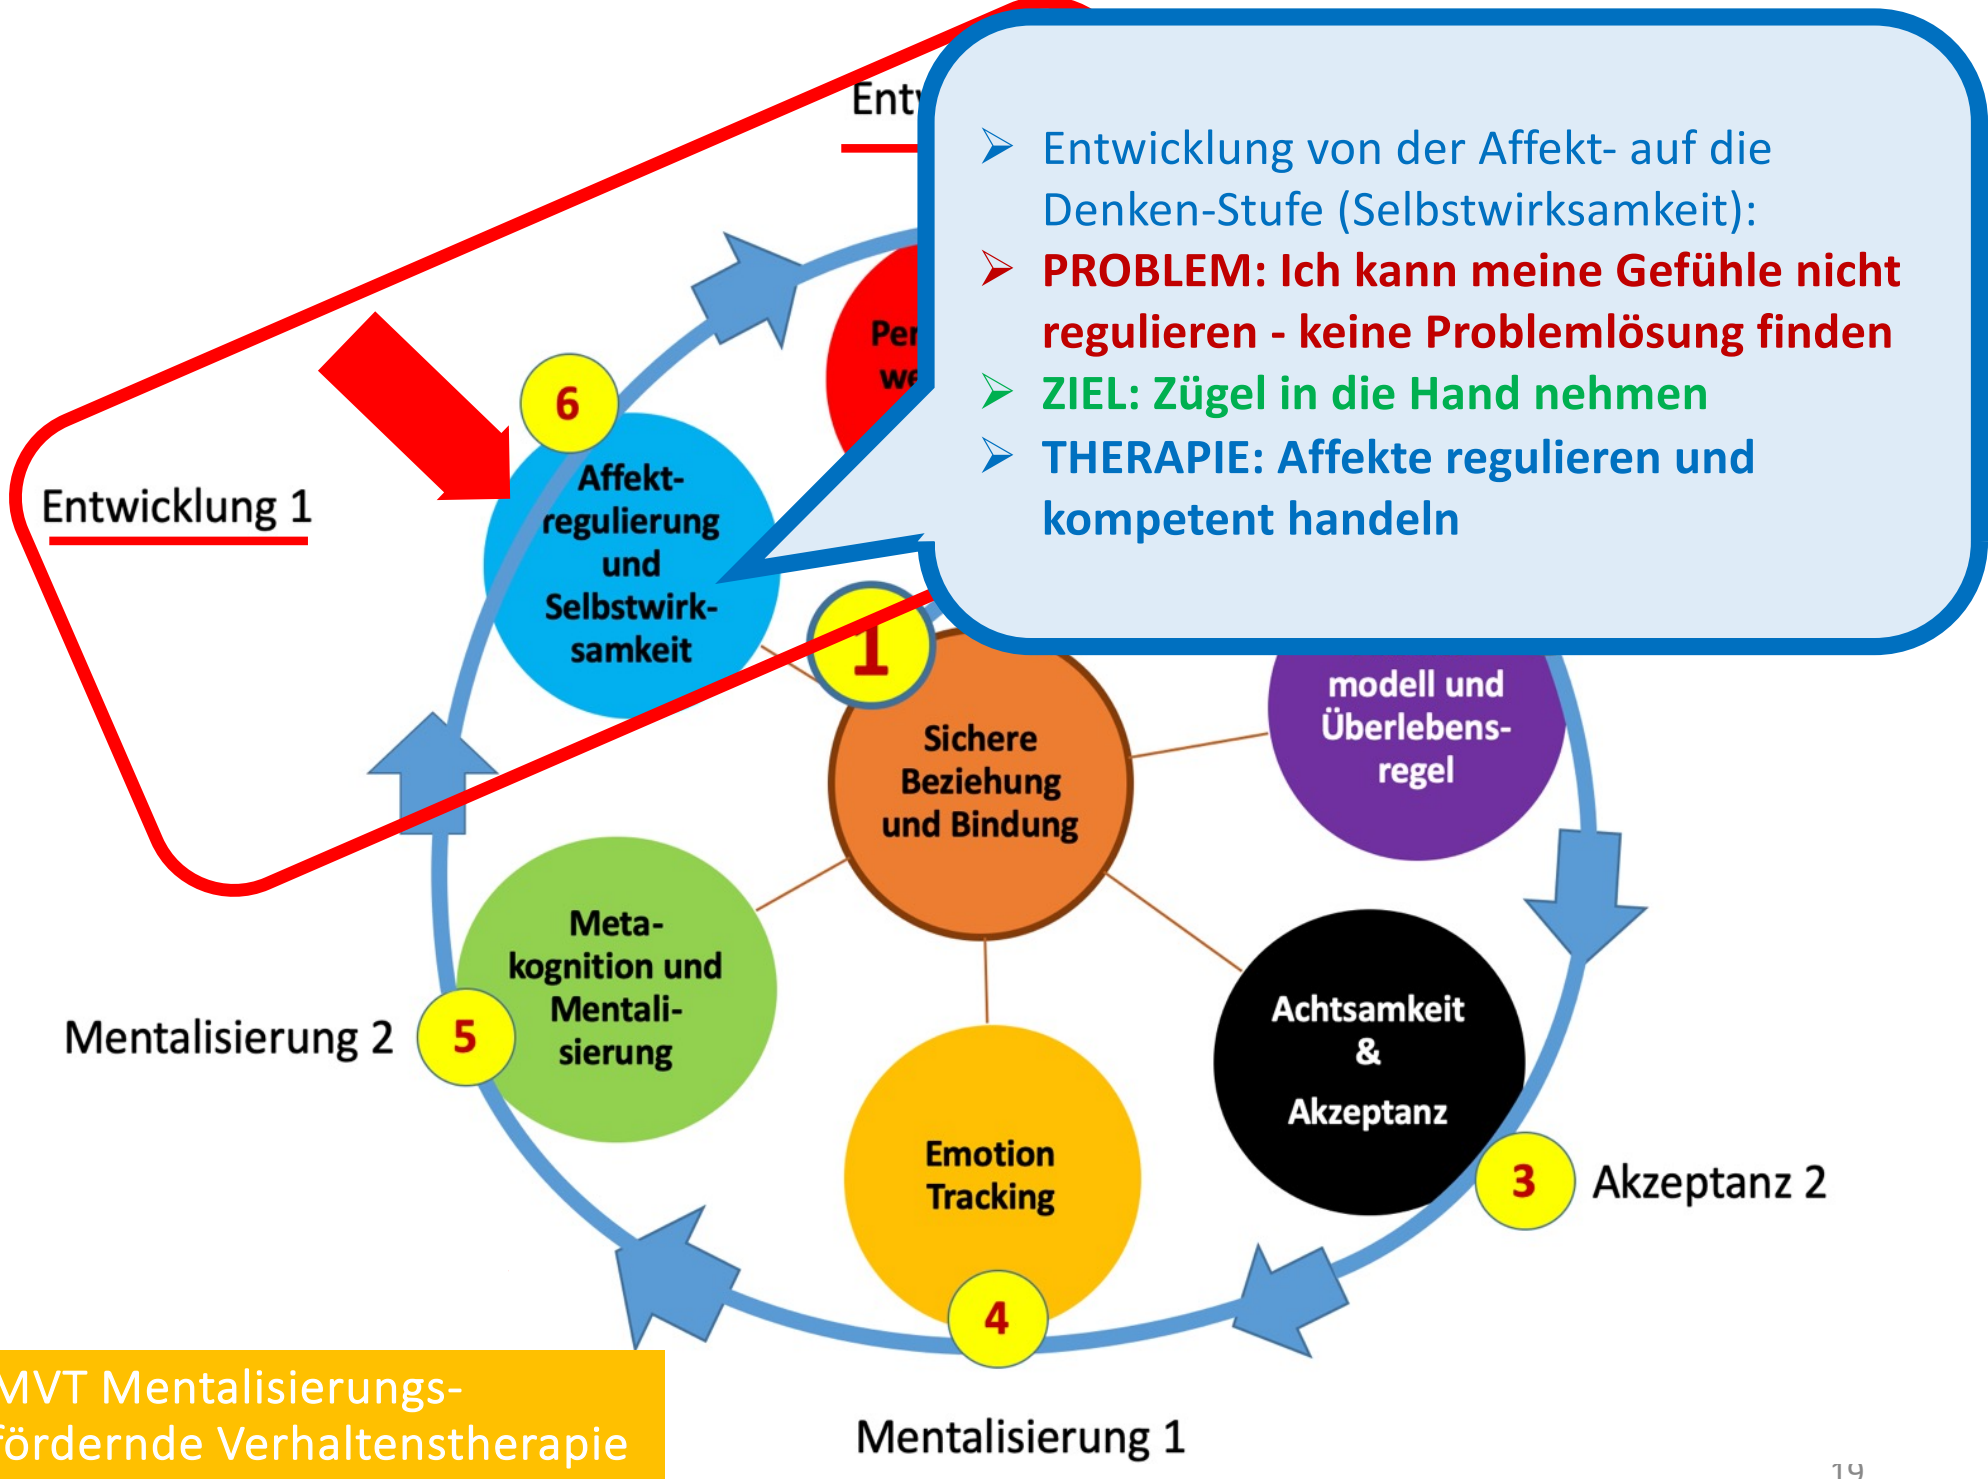 Entwicklung von der Affekt- auf die
Denken-Stufe (Selbstwirksamkeit):
PROBLEM: Ich kann meine Gefühle nicht
regulieren - keine Problemlösung finden
ZIEL: Zügel in die Hand nehmen
THERAPIE: Affekte regulieren und
kompetent handeln
6
Affekt-
regulierung
und
Selbstwirk-
samkeit
Entwicklung 1
1
Sichere
Beziehung
und Bindung
modell und
Überlebens-
regel
Meta-
kognition und
Mentali-
sierung
Mentalisierung 2
5
Achtsamkeit
&
Akzeptanz
3
Akzeptanz 2
Emotion
Tracking
4
Mentalisierung 1
MVT Mentalisierungs-
fördernde Verhaltenstherapie
19